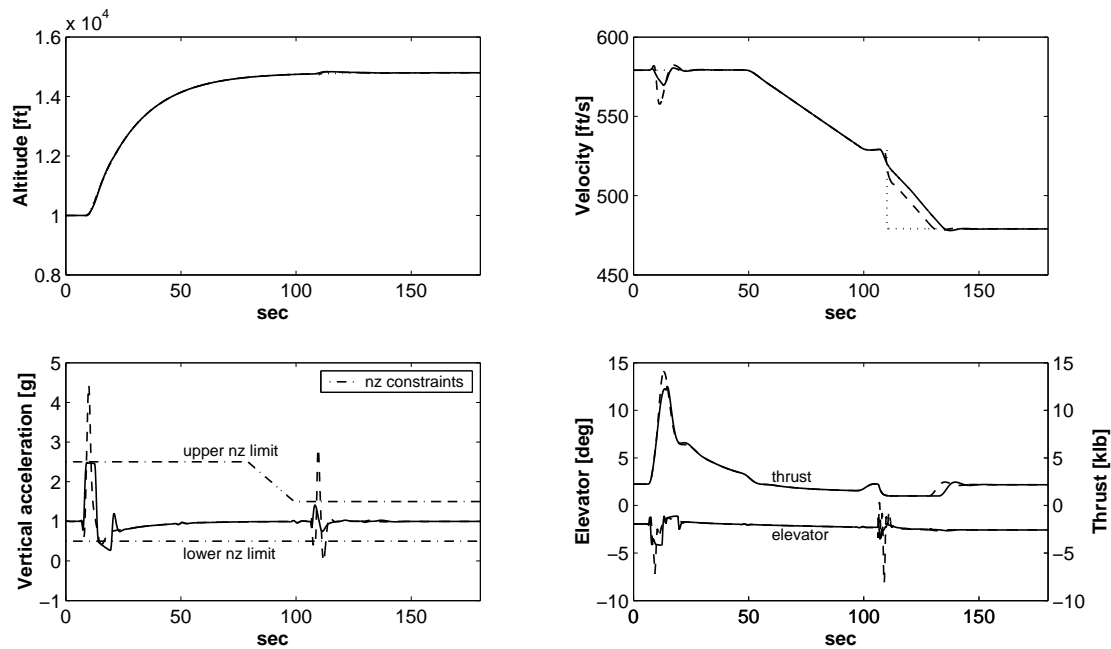 x 10⁴
1.6
1.4
1.2
1
0.8
0 50 100 150
Altitude [ft]
sec
600
550
500
450
0 50 100 150
Velocity [ft/s]
sec
5
4
3
2
1
0
−1
0 50 100 150
Vertical acceleration [g]
sec
nz constraints
upper nz limit
lower nz limit
15
10
5
0
−5
−10
0 50 100 150
Elevator [deg]
sec
thrust
elevator
15
10
5
0
−5
−10
Thrust [klb]